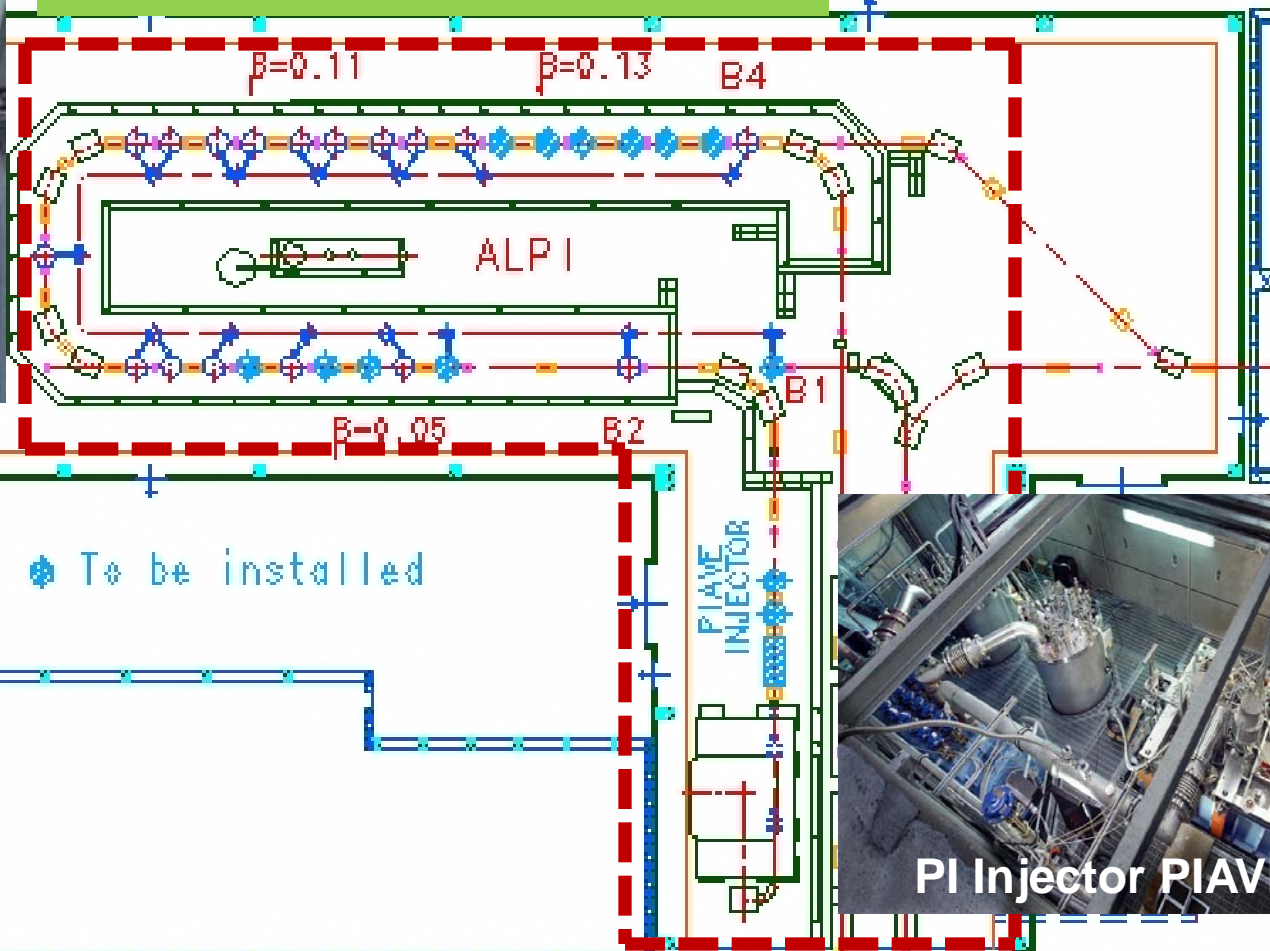 B=0.11
B=0.13
B4
ALPI
B1
B=0.05
B2
To be installed
PIAVE
INJECTOR
PI Injector PIAV